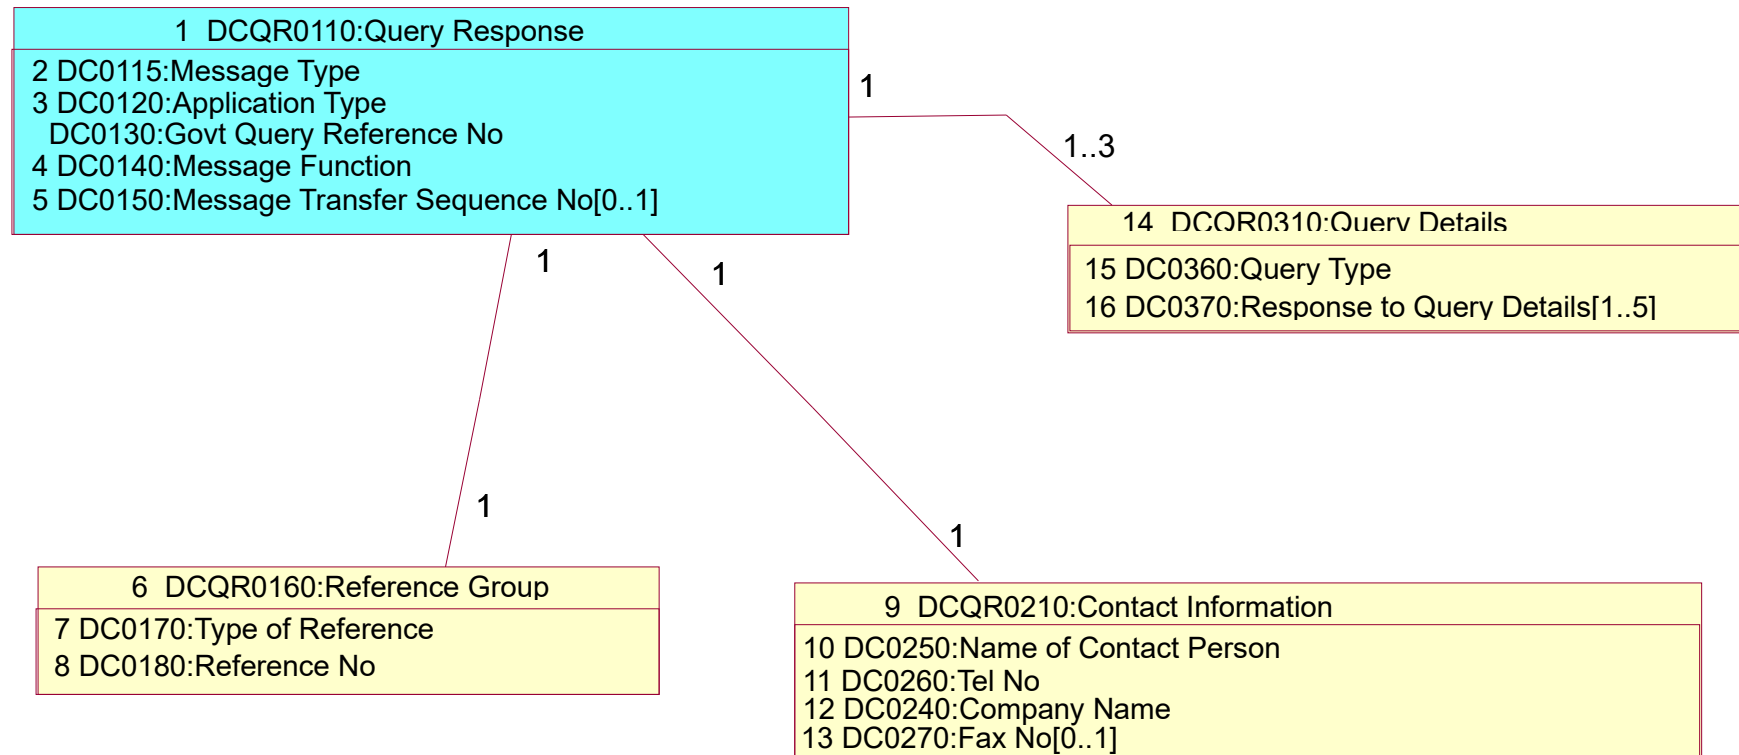 1 DCQR0110:Query Response
2 DC0115:Message Type
3 DC0120:Application Type
DC0130:Govt Query Reference No
4 DC0140:Message Function
5 DC0150:Message Transfer Sequence No[0..1]
1
1..3
14 DCQR0310:Query Details
15 DC0360:Query Type
16 DC0370:Response to Query Details[1..5]
1
1
1
1
6 DCQR0160:Reference Group
7 DC0170:Type of Reference
8 DC0180:Reference No
9 DCQR0210:Contact Information
10 DC0250:Name of Contact Person
11 DC0260:Tel No
12 DC0240:Company Name
13 DC0270:Fax No[0..1]